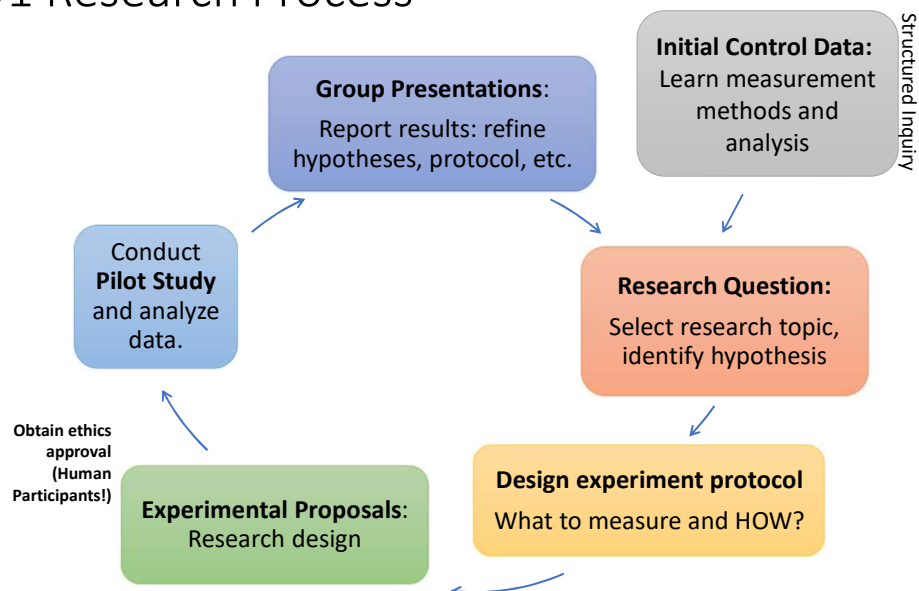 1 Research Process
Initial Control Data:
Learn measurement
methods and
analysis
Structured Inquiry
Group Presentations:
Report results: refine
hypotheses, protocol, etc.
Research Question:
Select research topic,
identify hypothesis
Design experiment protocol
What to measure and HOW?
Experimental Proposals:
Research design
Obtain ethics
approval
(Human
Participants!)
Conduct
Pilot Study
and analyze
data.